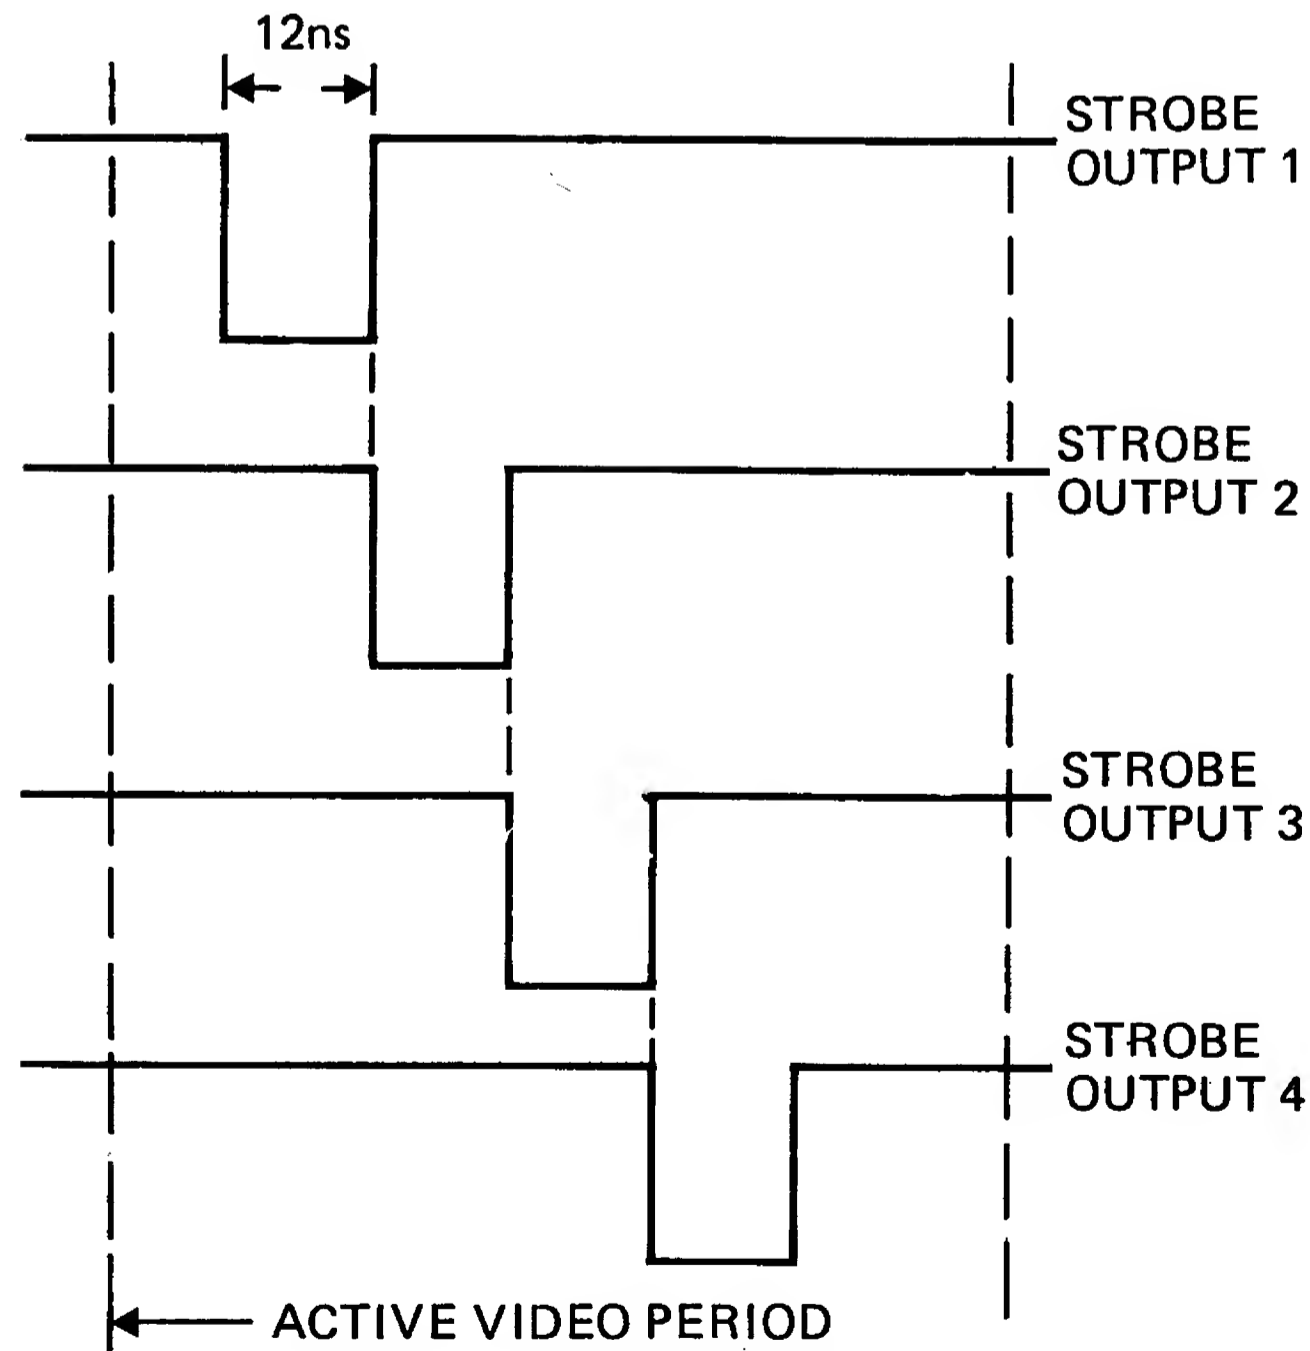 12ns
STROBE
OUTPUT 1
STROBE
OUTPUT 2
STROBE
OUTPUT 3
STROBE
OUTPUT 4
ACTIVE VIDEO PERIOD